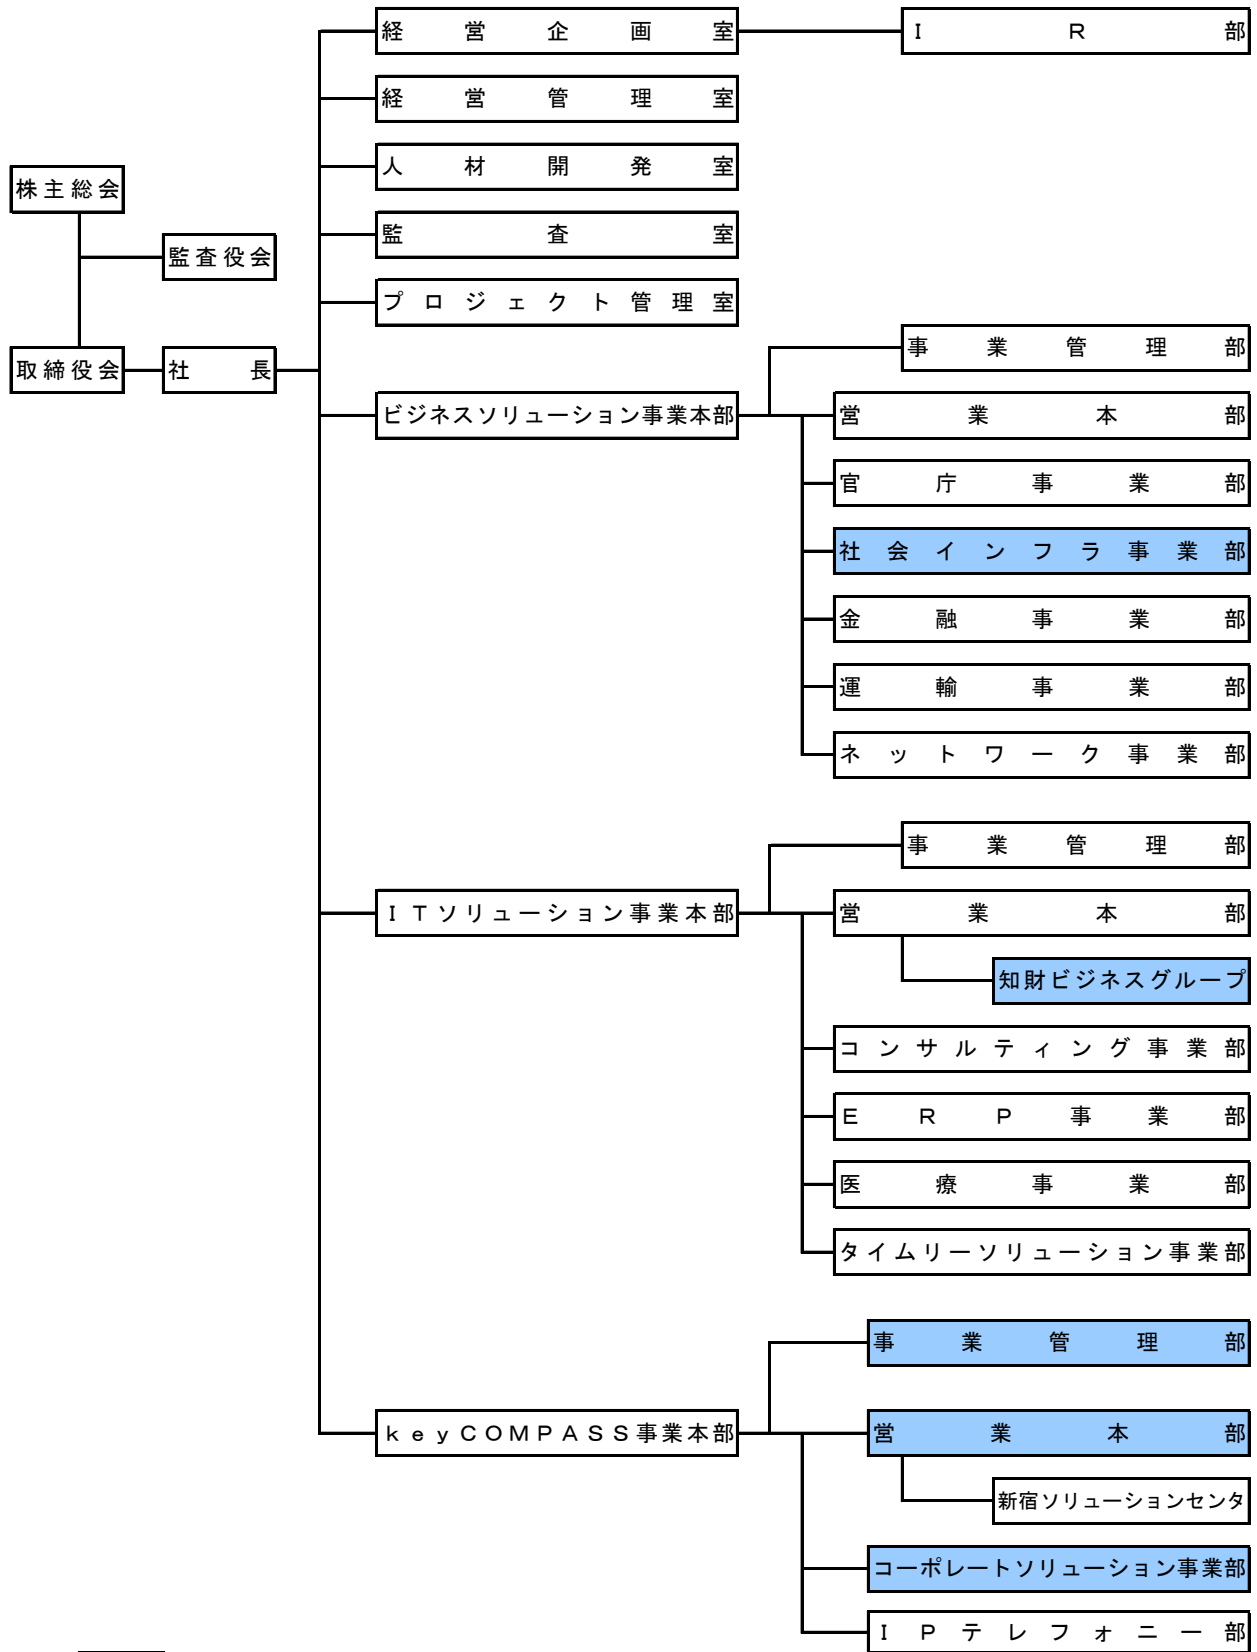 経営企画室
ＩＲ部
経営管理室
人材開発室
株主総会
監査室
監査役会
プロジェクト管理室
事業管理部
取締役会
社長
ビジネスソリューション事業本部
営業本部
官庁事業部
社会インフラ事業部
金融事業部
運輸事業部
ネットワーク事業部
事業管理部
ＩＴソリューション事業本部
営業本部
知財ビジネスグループ
コンサルティング事業部
ＥＲＰ事業部
医療事業部
タイムリーソリューション事業部
事業管理部
ｋｅｙＣＯＭＰＡＳＳ事業本部
営業本部
新宿ソリューションセンタ
コーポレートソリューション事業部
ＩＰテレフォニー部